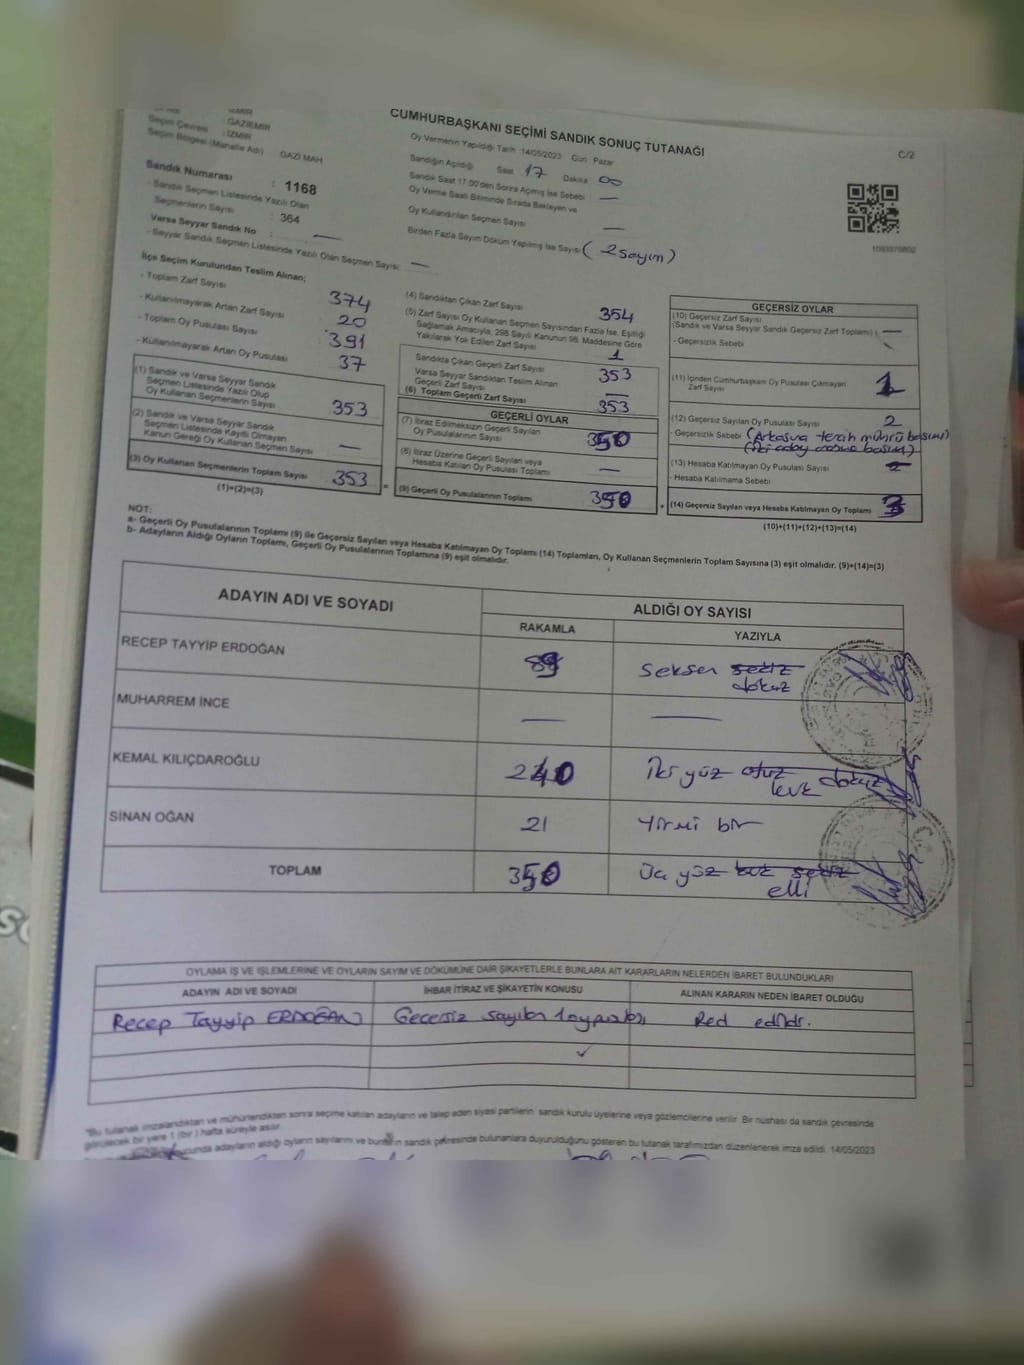 CUMHURBAŞKANI SEÇİMİ SANDIK SONUÇ TUTANAĞI
C/2
İZMİR
GAZİEMİR
Seçim Çevresi : İZMİR
Seçim Bölgesi (Mahalle Adı) GAZİ MAH
Sandık Numarası : 1168
- Sandık Seçmen Listesinde Yazılı Olan
Seçmenlerin Sayısı : 364
Varsa Seyyar Sandık No : —
- Seyyar Sandık Seçmen Listesinde Yazılı Olan Seçmen Sayısı: —
Oy Vermenin Yapıldığı Tarih 14/05/2023 Gün Pazar
Sandığın Açıldığı Saat 17 Dakika 00
Sandık Saat 17.00'den Sonra Açılmış İse Sebebi —
Oy Verme Saati Bitiminde Sırada Bekleyen ve
Oy Kullandırılan Seçmen Sayısı —
Birden Fazla Sayım Döküm Yapılmış İse Sayısı (2 sayım)
İlçe Seçim Kurulundan Teslim Alınan;
- Toplam Zarf Sayısı 374
- Kullanılmayarak Artan Zarf Sayısı 20
- Toplam Oy Pusulası Sayısı 391
- Kullanılmayarak Artan Oy Pusulası 37
(1) Sandık ve Varsa Seyyar Sandık
Seçmen Listesinde Yazılı Olup
Oy Kullanan Seçmenlerin Sayısı 353
(2) Sandık ve Varsa Seyyar Sandık
Seçmen Listesinde Kayıtlı Olmayan
Kanun Gereği Oy Kullanan Seçmen Sayısı —
(3) Oy Kullanan Seçmenlerin Toplam Sayısı 353
(1)+(2)=(3)
(4) Sandıktan Çıkan Zarf Sayısı 354
(5) Zarf Sayısı Oy Kullanan Seçmen Sayısından Fazla İse, Eşitliği
Sağlamak Amacıyla, 298 Sayılı Kanunun 98. Maddesine Göre
Yakılarak Yok Edilen Zarf Sayısı 1
Sandıkta Çıkan Geçerli Zarf Sayısı 353
Varsa Seyyar Sandıktan Teslim Alınan
Geçerli Zarf Sayısı —
(6) Toplam Geçerli Zarf Sayısı 353
GEÇERLİ OYLAR
(7) İtiraz Edilmeksizin Geçerli Sayılan
Oy Pusulalarının Sayısı 350
(8) İtiraz Üzerine Geçerli Sayılan veya
Hesaba Katılan Oy Pusulası Toplamı —
(9) Geçerli Oy Pusulalarının Toplamı 350
GEÇERSİZ OYLAR
(10) Geçersiz Zarf Sayısı
(Sandık ve Varsa Seyyar Sandık Geçersiz Zarf Toplamı) —
- Geçersizlik Sebebi
(11) İçinden Cumhurbaşkanı Oy Pusulası Çıkmayan
Zarf Sayısı 1
(12) Geçersiz Sayılan Oy Pusulası Sayısı 2
- Geçersizlik Sebebi (Arkasına tercih mührü basımı)
(iki aday basımı)
(13) Hesaba Katılmayan Oy Pusulası Sayısı
- Hesaba Katılmama Sebebi
(14) Geçersiz Sayılan veya Hesaba Katılmayan Oy Toplamı 3
(10)+(11)+(12)+(13)=(14)
NOT:
a- Geçerli Oy Pusulalarının Toplamı (9) ile Geçersiz Sayılan veya Hesaba Katılmayan Oy Toplamı (14) Toplamları, Oy Kullanan Seçmenlerin Toplam Sayısına (3) eşit olmalıdır. (9)+(14)=(3)
b- Adayların Aldığı Oyların Toplamı, Geçerli Oy Pusulalarının Toplamına (9) eşit olmalıdır.
ADAYIN ADI VE SOYADI ALDIĞI OY SAYISI
RAKAMLA YAZIYLA
RECEP TAYYİP ERDOĞAN 89 Seksen sekiz
dokuz
MUHARREM İNCE — —
KEMAL KILIÇDAROĞLU 240 İki yüz otuz dokuz
kırk
SİNAN OĞAN 21 Yirmi bir
TOPLAM 350 Üç yüz kırk sekiz
elli
OYLAMA İŞ VE İŞLEMLERİNE VE OYLARIN SAYIM VE DÖKÜMÜNE DAİR ŞİKAYETLERLE BUNLARA AİT KARARLARIN NELERDEN İBARET BULUNDUKLARI
ADAYIN ADI VE SOYADI İHBAR İTİRAZ VE ŞİKAYETİN KONUSU ALINAN KARARIN NEDEN İBARET OLDUĞU
Recep Tayyip ERDOĞAN Geçersiz sayılan 1 oy Red edildi.
*Bu tutanak imzalandıktan ve mühürlendikten sonra seçime katılan adayların ve talep eden siyasi partilerin sandık kurulu üyelerine veya gözlemcilerine verilir. Bir nüshası da sandık çevresinde
görülecek bir yere 1 (bir) hafta süreyle asılır.
adayların aldığı oyların sayılarını ve bunların sandık çevresinde bulunanlara duyurulduğunu gösteren bu tutanak tarafımızdan düzenlenerek imza edildi. 14/05/2023